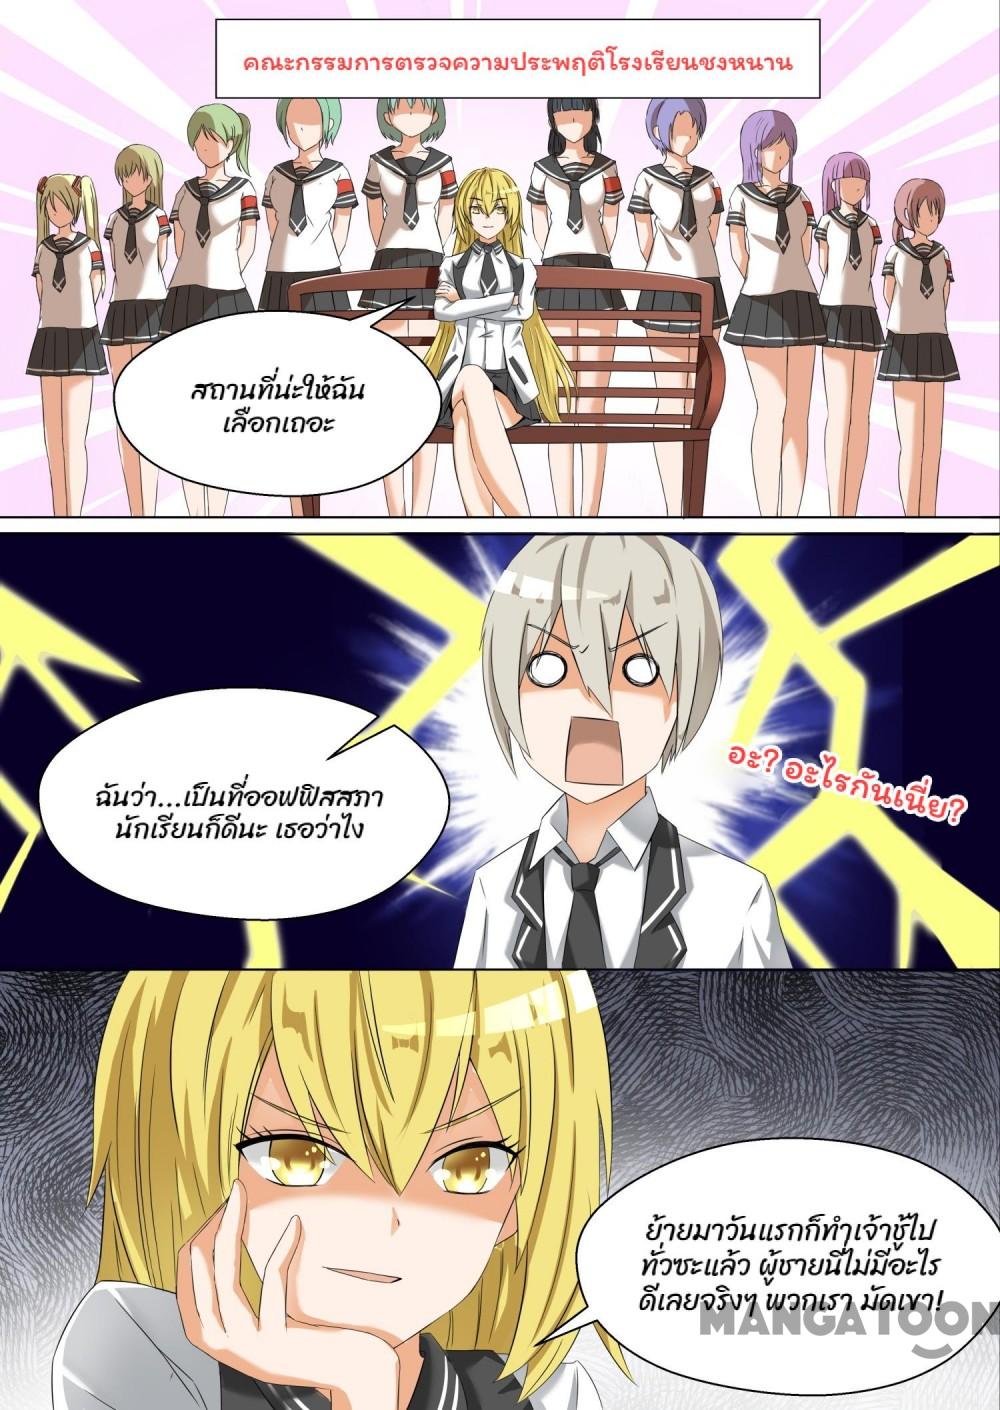 คณะกรรมการตรวจความประพฤติโรงเรียนชงหนาน
สถานที่น่ะให้ฉัน
เลือกเถอะ
ฉันว่า...เป็นที่ออฟฟิสสภา
นักเรียนก็ดีนะ เธอว่าไง
อะ? อะไรกันเนี่ย?
ย้ายมาวันแรกก็ทำเจ้าชู้ไป
ทั่วซะแล้ว ผู้ชายนี่ไม่มีอะไร
ดีเลยจริงๆ พวกเรา มัดเขา!
MANGATOON